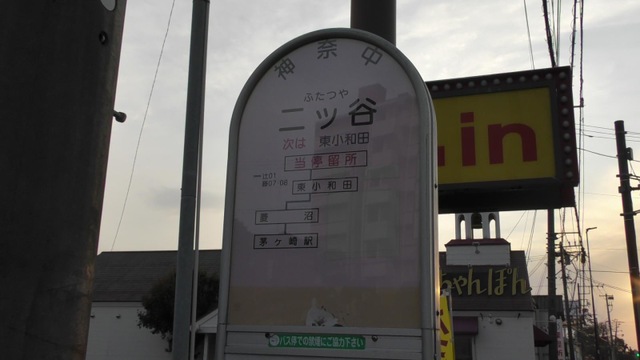 神奈中
ふたつや
二ツ谷
次は 東小和田
当停留所
東小和田
菱沼
茅ヶ崎駅
バス停での禁煙にご協力下さい
.in
ちゃんぽん